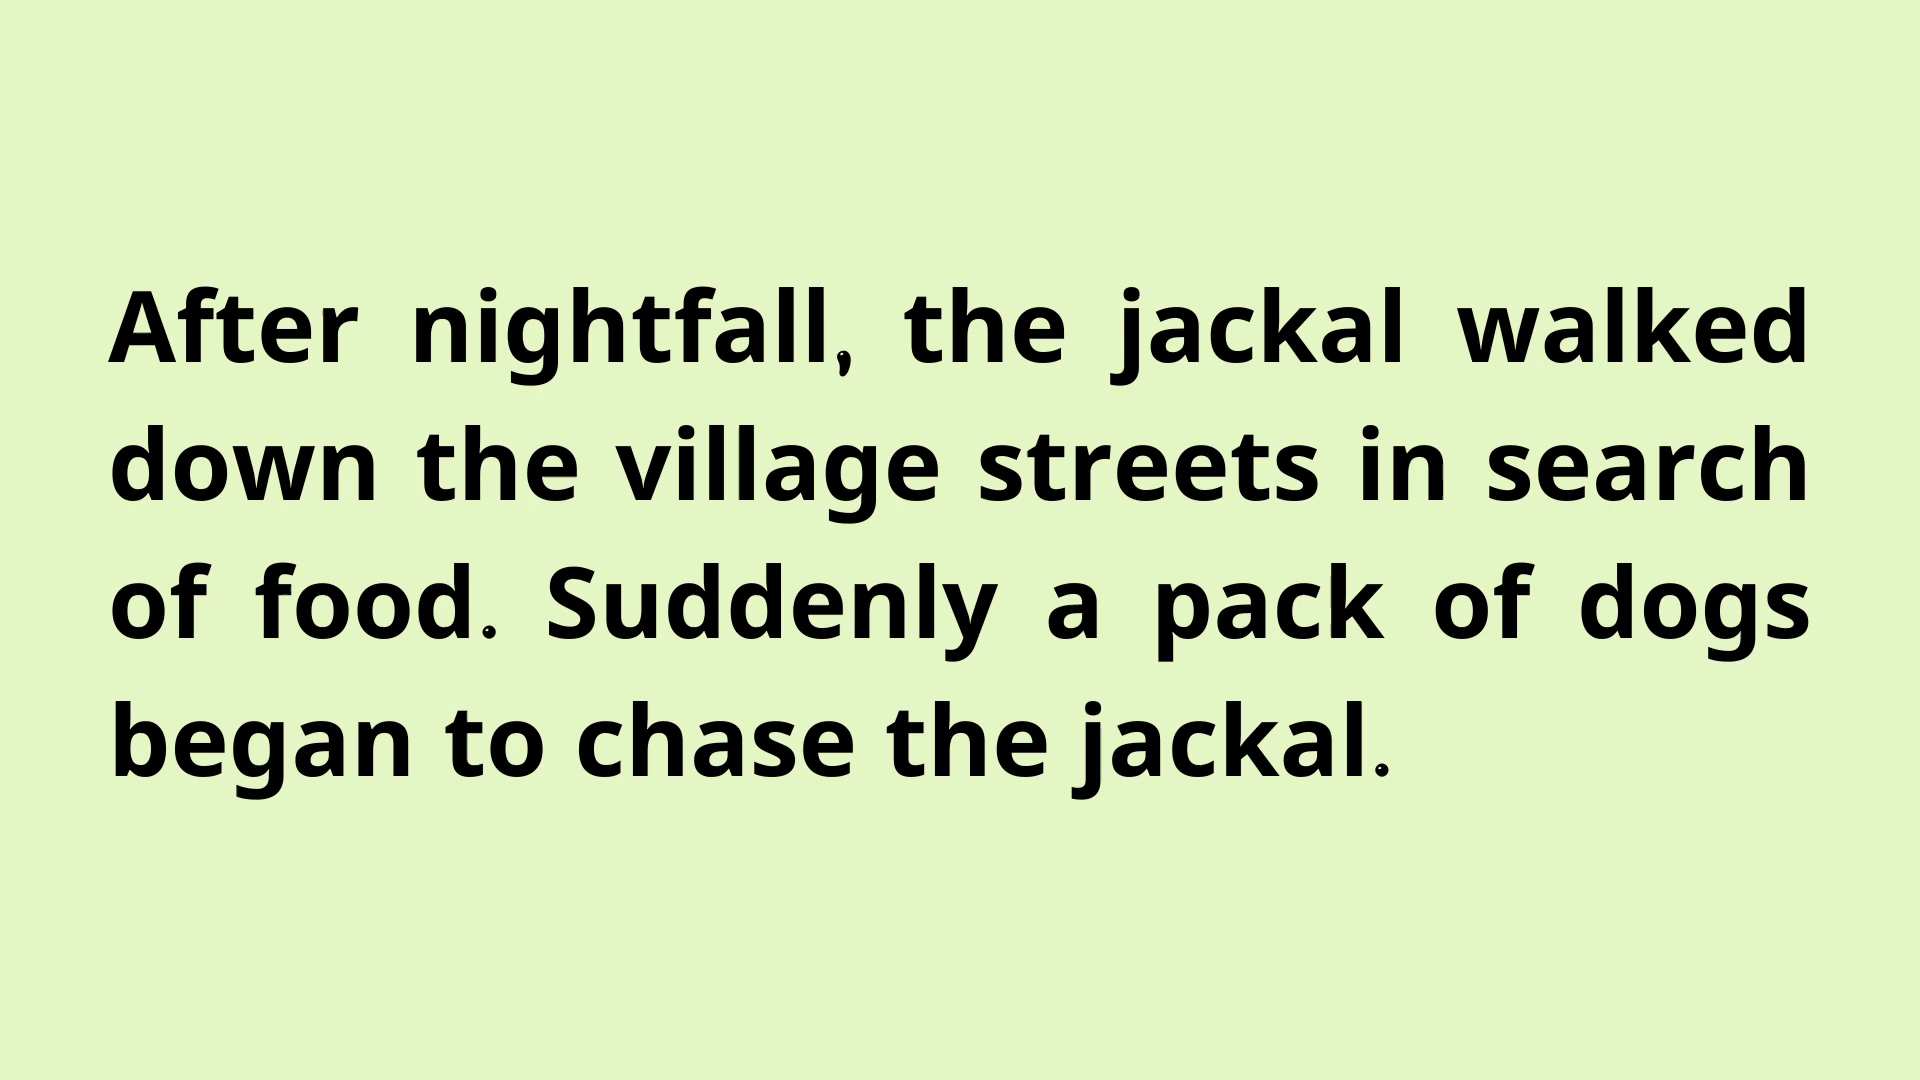 After nightfall, the jackal walked
down the village streets in search
of food. Suddenly a pack of dogs
began to chase the jackal.